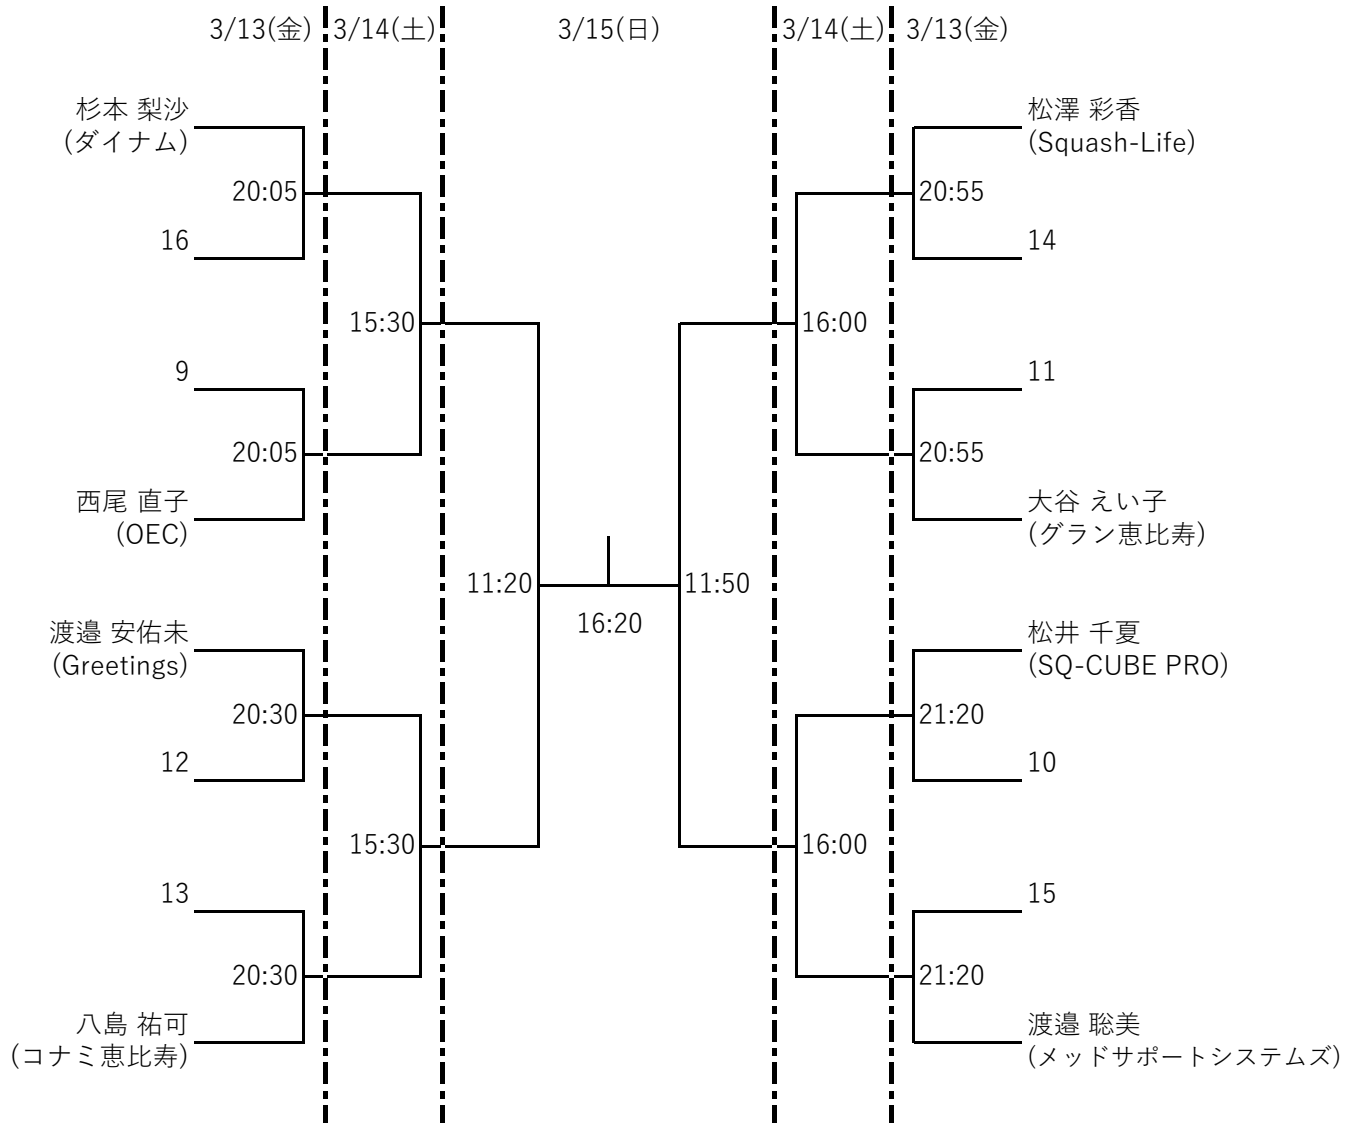 3/13(金) 3/14(土) 3/15(日) 3/14(土) 3/13(金)
杉本 梨沙
(ダイナム)
20:05
16
15:30
9
20:05
西尾 直子
(OEC)
11:20
渡邉 安佑未
(Greetings)
20:30
12
15:30
13
20:30
八島 祐可
(コナミ恵比寿)
16:20
松澤 彩香
(Squash-Life)
20:55
14
16:00
11
20:55
大谷 えい子
(グラン恵比寿)
11:50
松井 千夏
(SQ-CUBE PRO)
21:20
10
16:00
15
21:20
渡邉 聡美
(メッドサポートシステムズ)